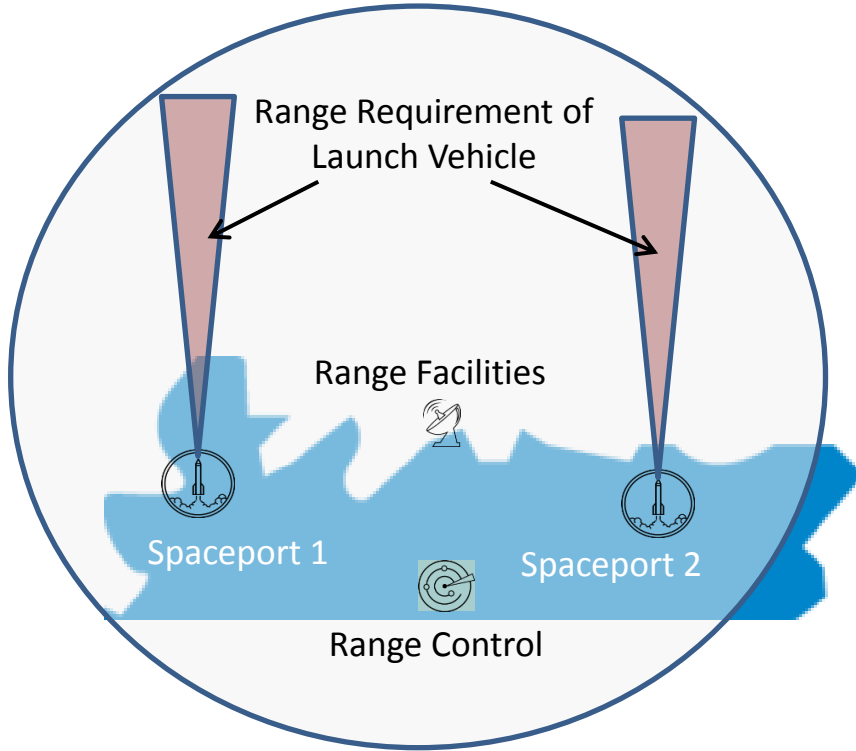 Range Requirement of
Launch Vehicle
Range Facilities
Spaceport 1
Spaceport 2
Range Control